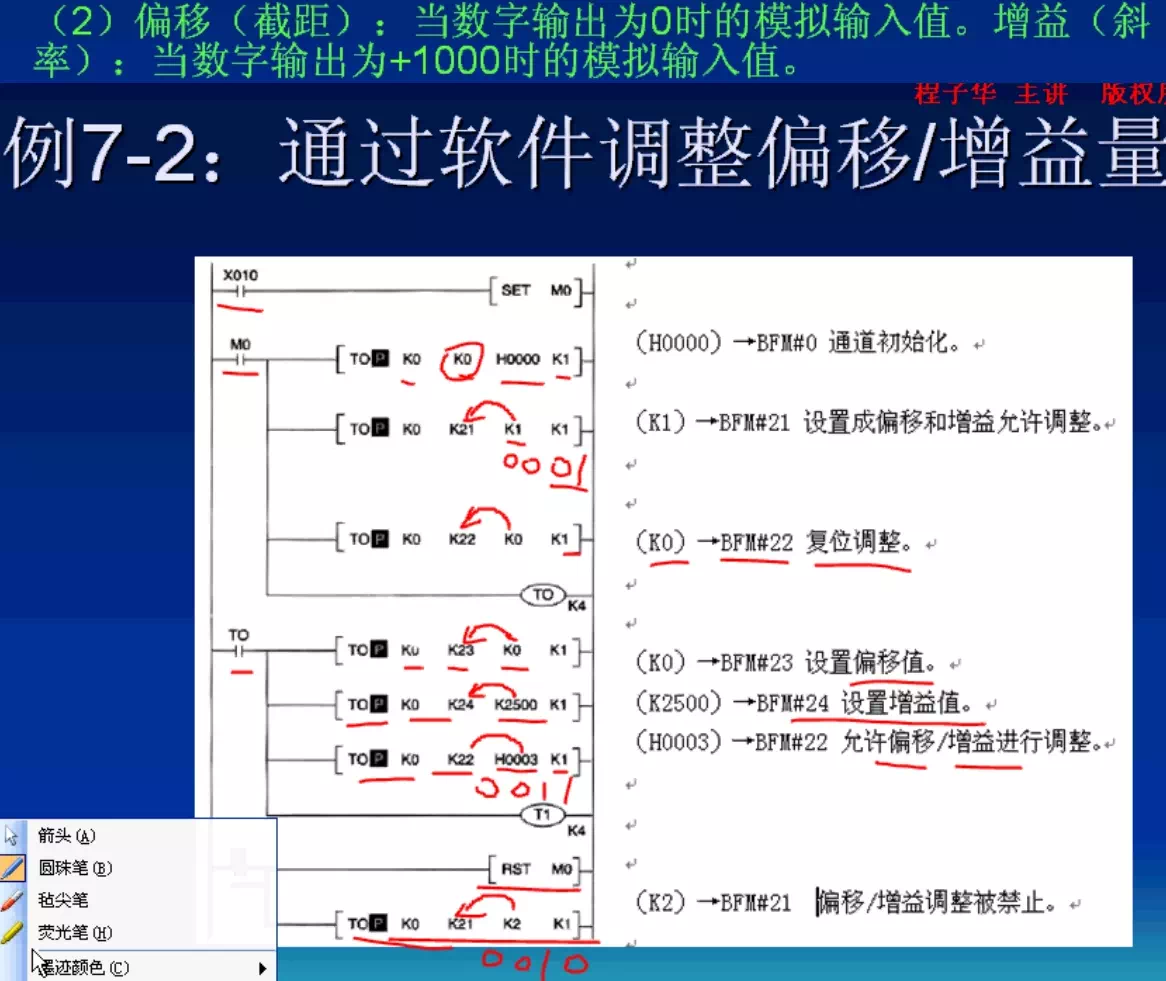 （2）偏移（截距）：当数字输出为0时的模拟输入值。增益（斜
率）：当数字输出为+1000时的模拟输入值。
程子华 主讲 版权
例7-2：通过软件调整偏移/增益量
X010
SET M0
M0
TO P K0 K0 H0000 K1
（H0000）→BFM#0 通道初始化。
TO P K0 K21 K1 K1
（K1）→BFM#21 设置成偏移和增益允许调整。
0001
TO P K0 K22 K0 K1
（K0）→BFM#22 复位调整。
TO
K4
TO
TO P K0 K23 K0 K1
（K0）→BFM#23 设置偏移值。
TO P K0 K24 K2500 K1
（K2500）→BFM#24 设置增益值。
TO P K0 K22 H0003 K1
（H0003）→BFM#22 允许偏移/增益进行调整。
0011
T1
K4
RST M0
TO P K0 K21 K2 K1
（K2）→BFM#21 偏移/增益调整被禁止。
0010
箭头(A)
圆珠笔(B)
毡尖笔
荧光笔(H)
墨迹颜色(C)